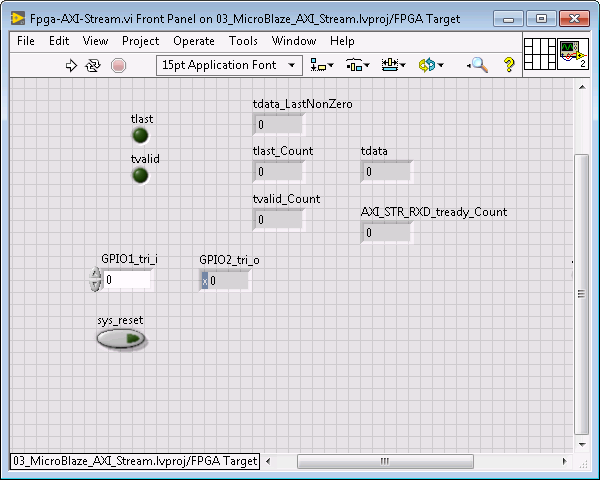 Fpga-AXI-Stream.vi Front Panel on 03_MicroBlaze_AXI_Stream.lvproj/FPGA Target
File Edit View Project Operate Tools Window Help
15pt Application Font
?
2
tdata_LastNonZero
0
tlast
tvalid
tlast_Count
0
tdata
0
tvalid_Count
0
AXI_STR_RXD_tready_Count
0
GPIO1_tri_i
0
GPIO2_tri_o
x 0
sys_reset
03_MicroBlaze_AXI_Stream.lvproj/FPGA Target